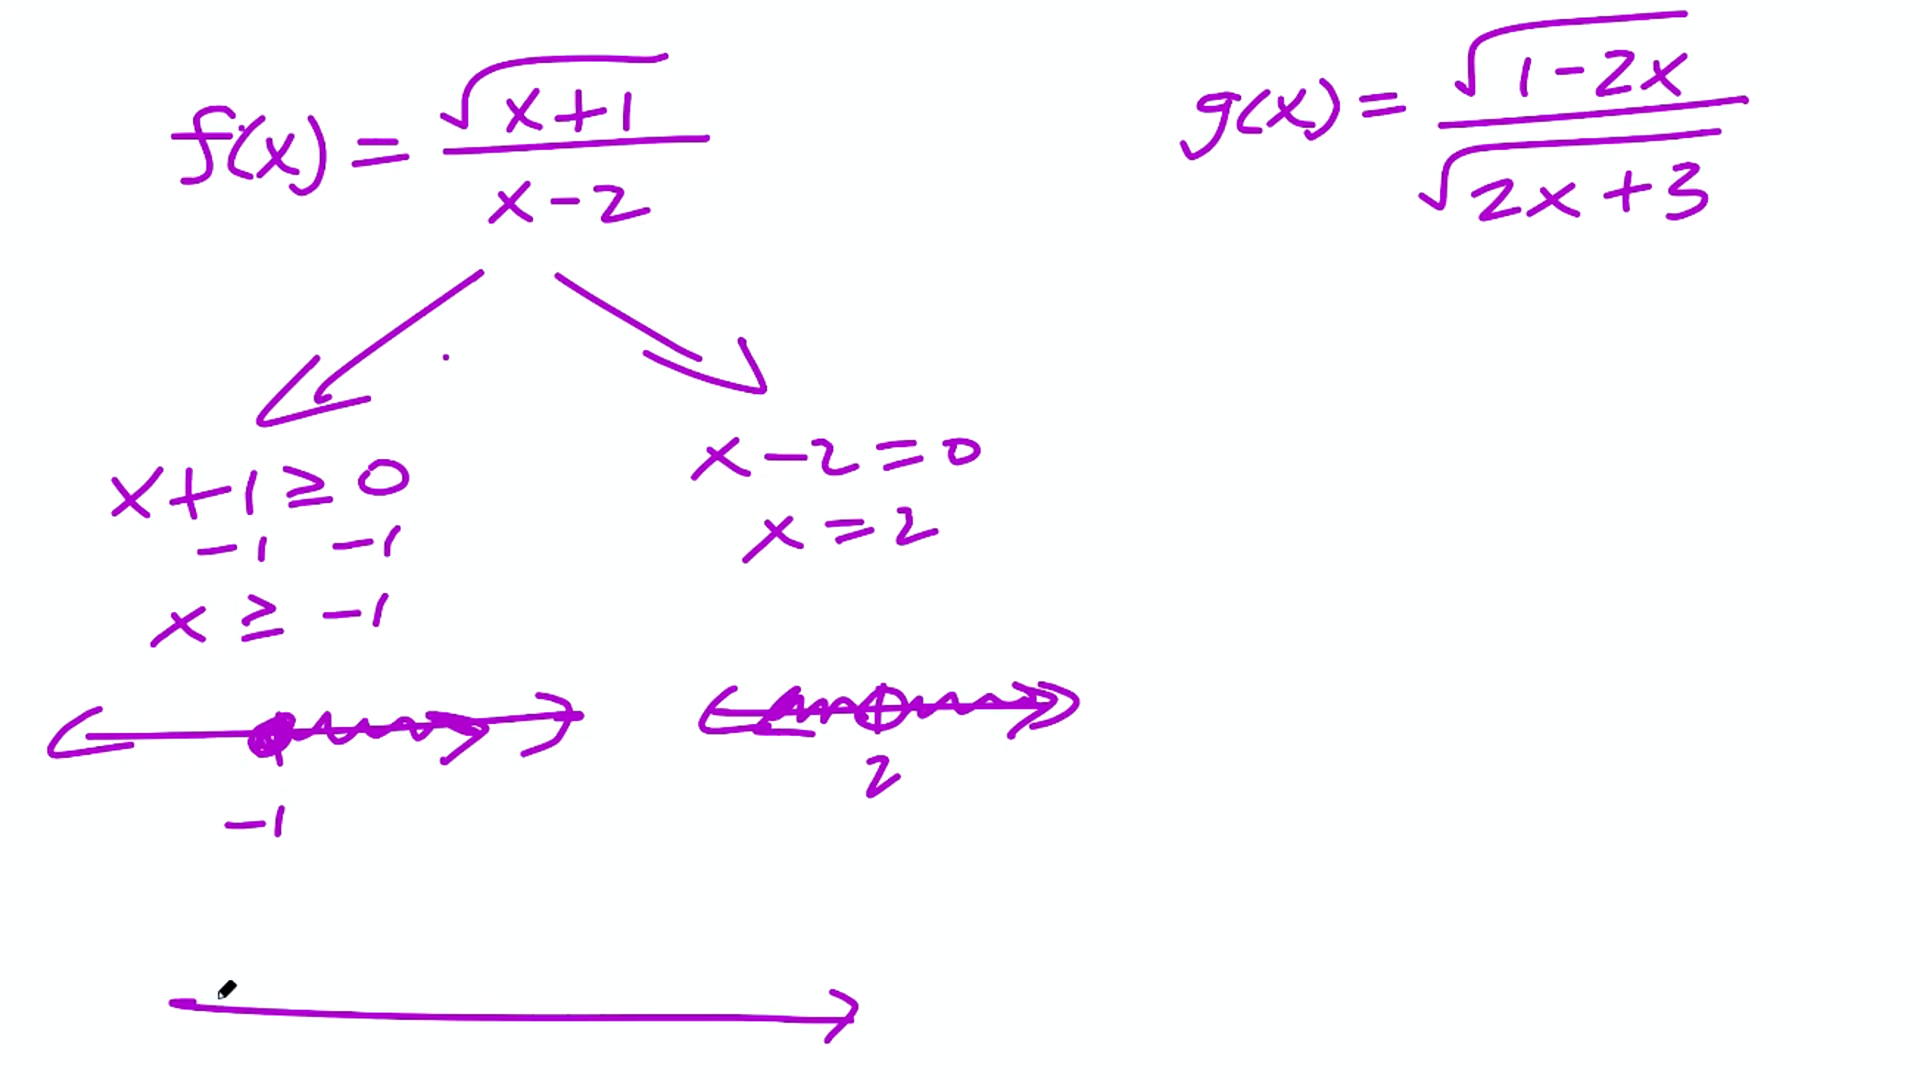 f(x) = √(x+1) / (x-2)
x+1 ≥ 0
-1 -1
x ≥ -1
-1
x-2=0
x=2
2
g(x) = √(1-2x) / √(2x+3)